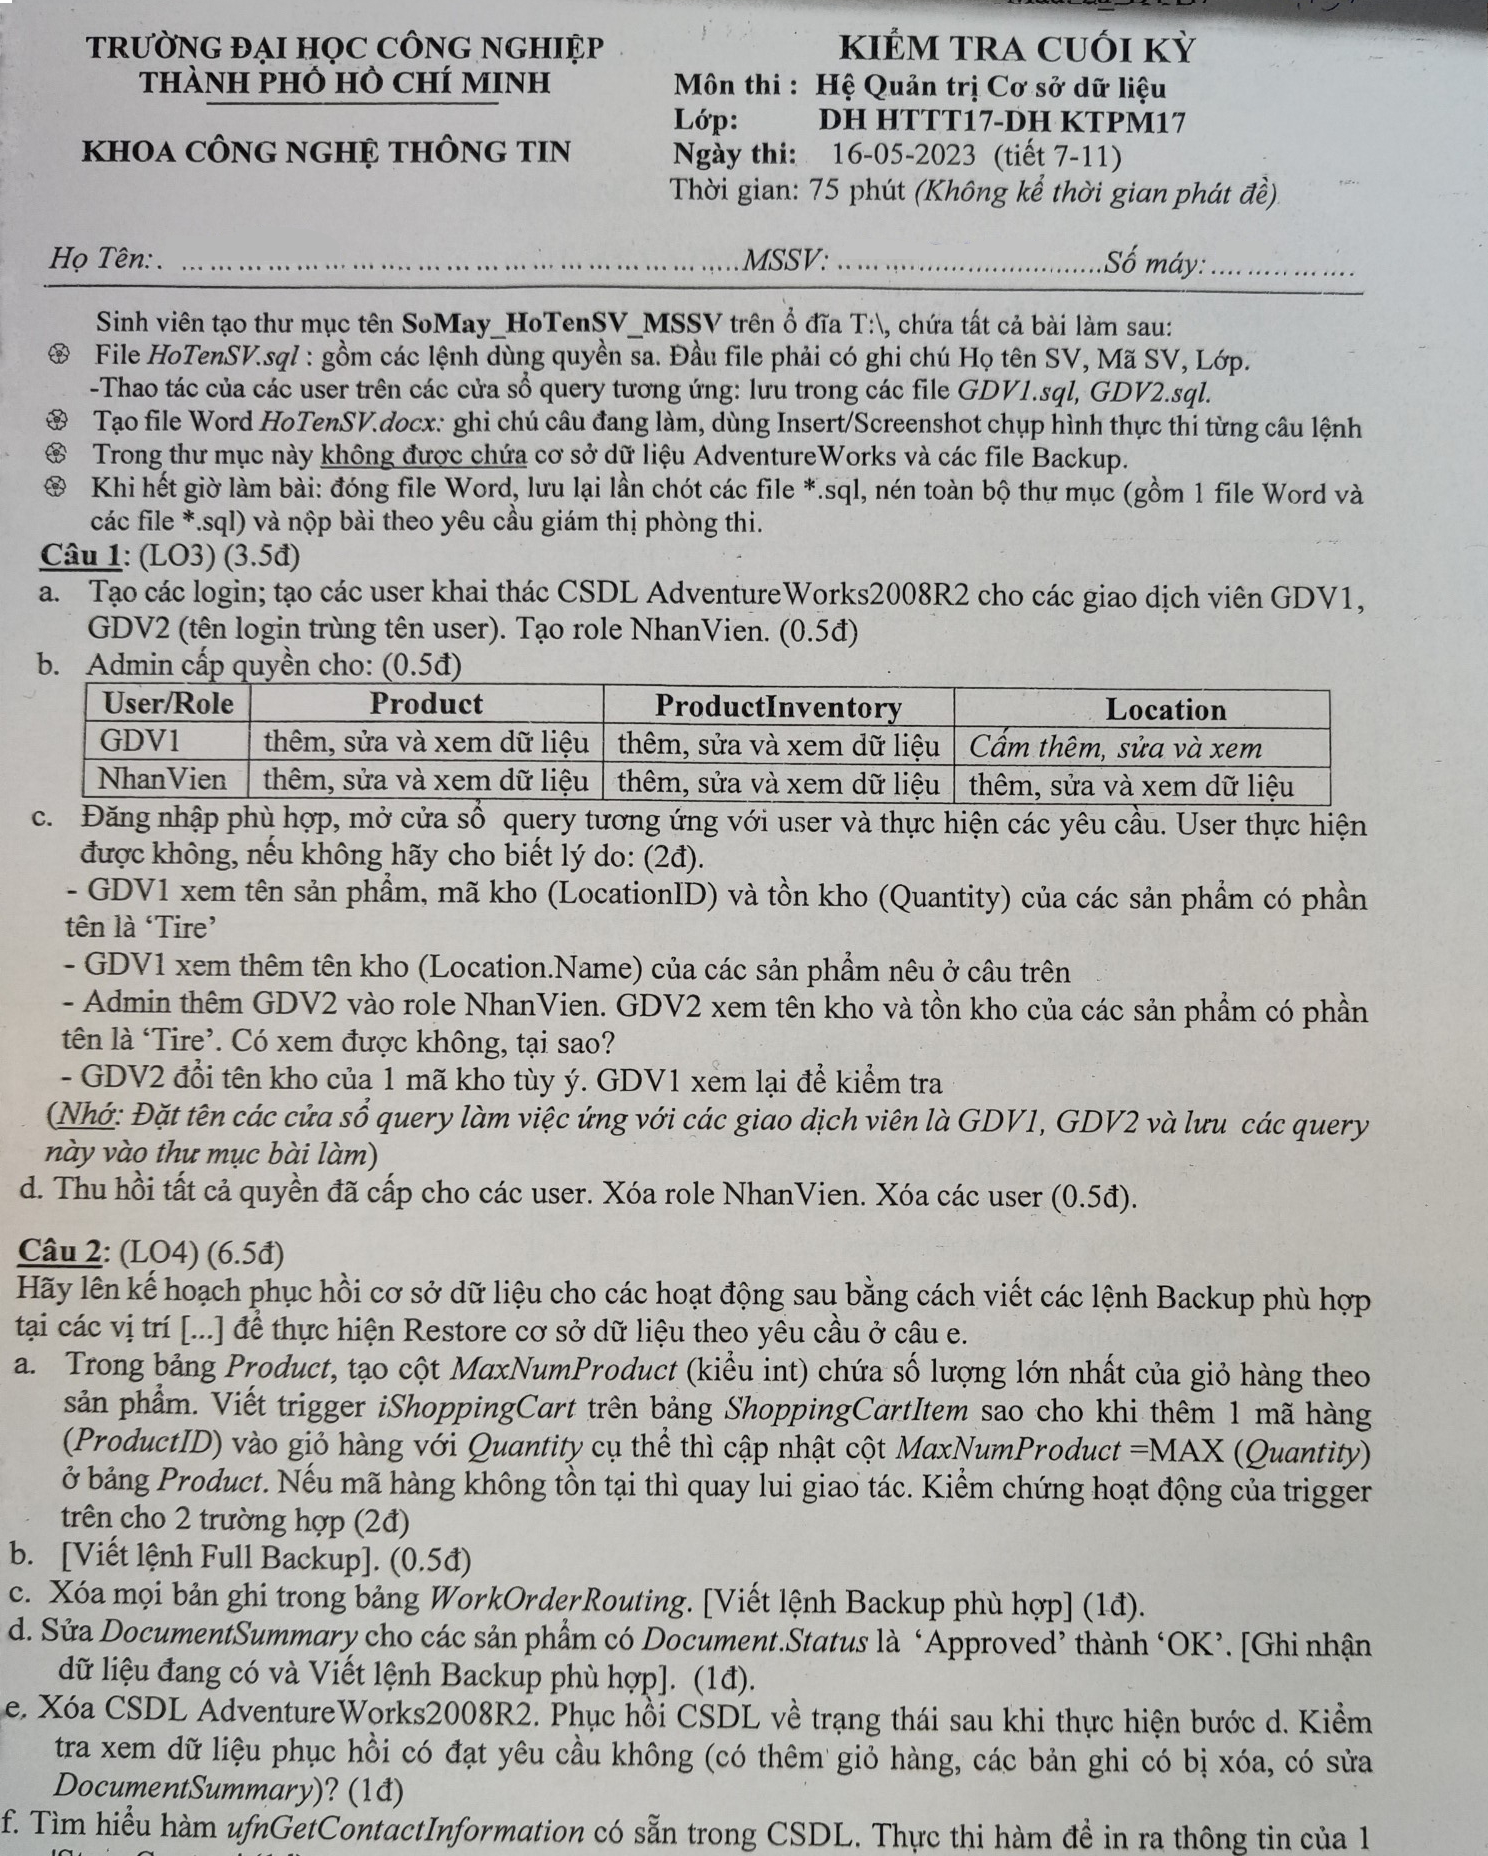 TRƯỜNG ĐẠI HỌC CÔNG NGHIỆP
THÀNH PHỐ HỒ CHÍ MINH
KHOA CÔNG NGHỆ THÔNG TIN
KIỂM TRA CUỐI KỲ
Môn thi : Hệ Quản trị Cơ sở dữ liệu
Lớp: DH HTTT17-DH KTPM17
Ngày thi: 16-05-2023 (tiết 7-11)
Thời gian: 75 phút (Không kể thời gian phát đề)
Họ Tên:. ........................................MSSV: ..............................Số máy:...............
Sinh viên tạo thư mục tên SoMay_HoTenSV_MSSV trên ổ đĩa T:\, chứa tất cả bài làm sau:
File HoTenSV.sql : gồm các lệnh dùng quyền sa. Đầu file phải có ghi chú Họ tên SV, Mã SV, Lớp.
-Thao tác của các user trên các cửa sổ query tương ứng: lưu trong các file GDV1.sql, GDV2.sql.
Tạo file Word HoTenSV.docx: ghi chú câu đang làm, dùng Insert/Screenshot chụp hình thực thi từng câu lệnh
Trong thư mục này không được chứa cơ sở dữ liệu AdventureWorks và các file Backup.
Khi hết giờ làm bài: đóng file Word, lưu lại lần chót các file *.sql, nén toàn bộ thư mục (gồm 1 file Word và
các file *.sql) và nộp bài theo yêu cầu giám thị phòng thi.
Câu 1: (LO3) (3.5đ)
a. Tạo các login; tạo các user khai thác CSDL AdventureWorks2008R2 cho các giao dịch viên GDV1,
GDV2 (tên login trùng tên user). Tạo role NhanVien. (0.5đ)
b. Admin cấp quyền cho: (0.5đ)
User/Role Product ProductInventory Location
GDV1 thêm, sửa và xem dữ liệu thêm, sửa và xem dữ liệu Cấm thêm, sửa và xem
NhanVien thêm, sửa và xem dữ liệu thêm, sửa và xem dữ liệu thêm, sửa và xem dữ liệu
c. Đăng nhập phù hợp, mở cửa sổ query tương ứng với user và thực hiện các yêu cầu. User thực hiện
được không, nếu không hãy cho biết lý do: (2đ).
- GDV1 xem tên sản phẩm, mã kho (LocationID) và tồn kho (Quantity) của các sản phẩm có phần
tên là ‘Tire’
- GDV1 xem thêm tên kho (Location.Name) của các sản phẩm nêu ở câu trên
- Admin thêm GDV2 vào role NhanVien. GDV2 xem tên kho và tồn kho của các sản phẩm có phần
tên là ‘Tire’. Có xem được không, tại sao?
- GDV2 đổi tên kho của 1 mã kho tùy ý. GDV1 xem lại để kiểm tra
(Nhớ: Đặt tên các cửa sổ query làm việc ứng với các giao dịch viên là GDV1, GDV2 và lưu các query
này vào thư mục bài làm)
d. Thu hồi tất cả quyền đã cấp cho các user. Xóa role NhanVien. Xóa các user (0.5đ).
Câu 2: (LO4) (6.5đ)
Hãy lên kế hoạch phục hồi cơ sở dữ liệu cho các hoạt động sau bằng cách viết các lệnh Backup phù hợp
tại các vị trí [...] để thực hiện Restore cơ sở dữ liệu theo yêu cầu ở câu e.
a. Trong bảng Product, tạo cột MaxNumProduct (kiểu int) chứa số lượng lớn nhất của giỏ hàng theo
sản phẩm. Viết trigger iShoppingCart trên bảng ShoppingCartItem sao cho khi thêm 1 mã hàng
(ProductID) vào giỏ hàng với Quantity cụ thể thì cập nhật cột MaxNumProduct =MAX (Quantity)
ở bảng Product. Nếu mã hàng không tồn tại thì quay lui giao tác. Kiểm chứng hoạt động của trigger
trên cho 2 trường hợp (2đ)
b. [Viết lệnh Full Backup]. (0.5đ)
c. Xóa mọi bản ghi trong bảng WorkOrderRouting. [Viết lệnh Backup phù hợp] (1đ).
d. Sửa DocumentSummary cho các sản phẩm có Document.Status là ‘Approved’ thành ‘OK’. [Ghi nhận
dữ liệu đang có và Viết lệnh Backup phù hợp]. (1đ).
e. Xóa CSDL AdventureWorks2008R2. Phục hồi CSDL về trạng thái sau khi thực hiện bước d. Kiểm
tra xem dữ liệu phục hồi có đạt yêu cầu không (có thêm giỏ hàng, các bản ghi có bị xóa, có sửa
DocumentSummary)? (1đ)
f. Tìm hiểu hàm ufnGetContactInformation có sẵn trong CSDL. Thực thi hàm để in ra thông tin của 1